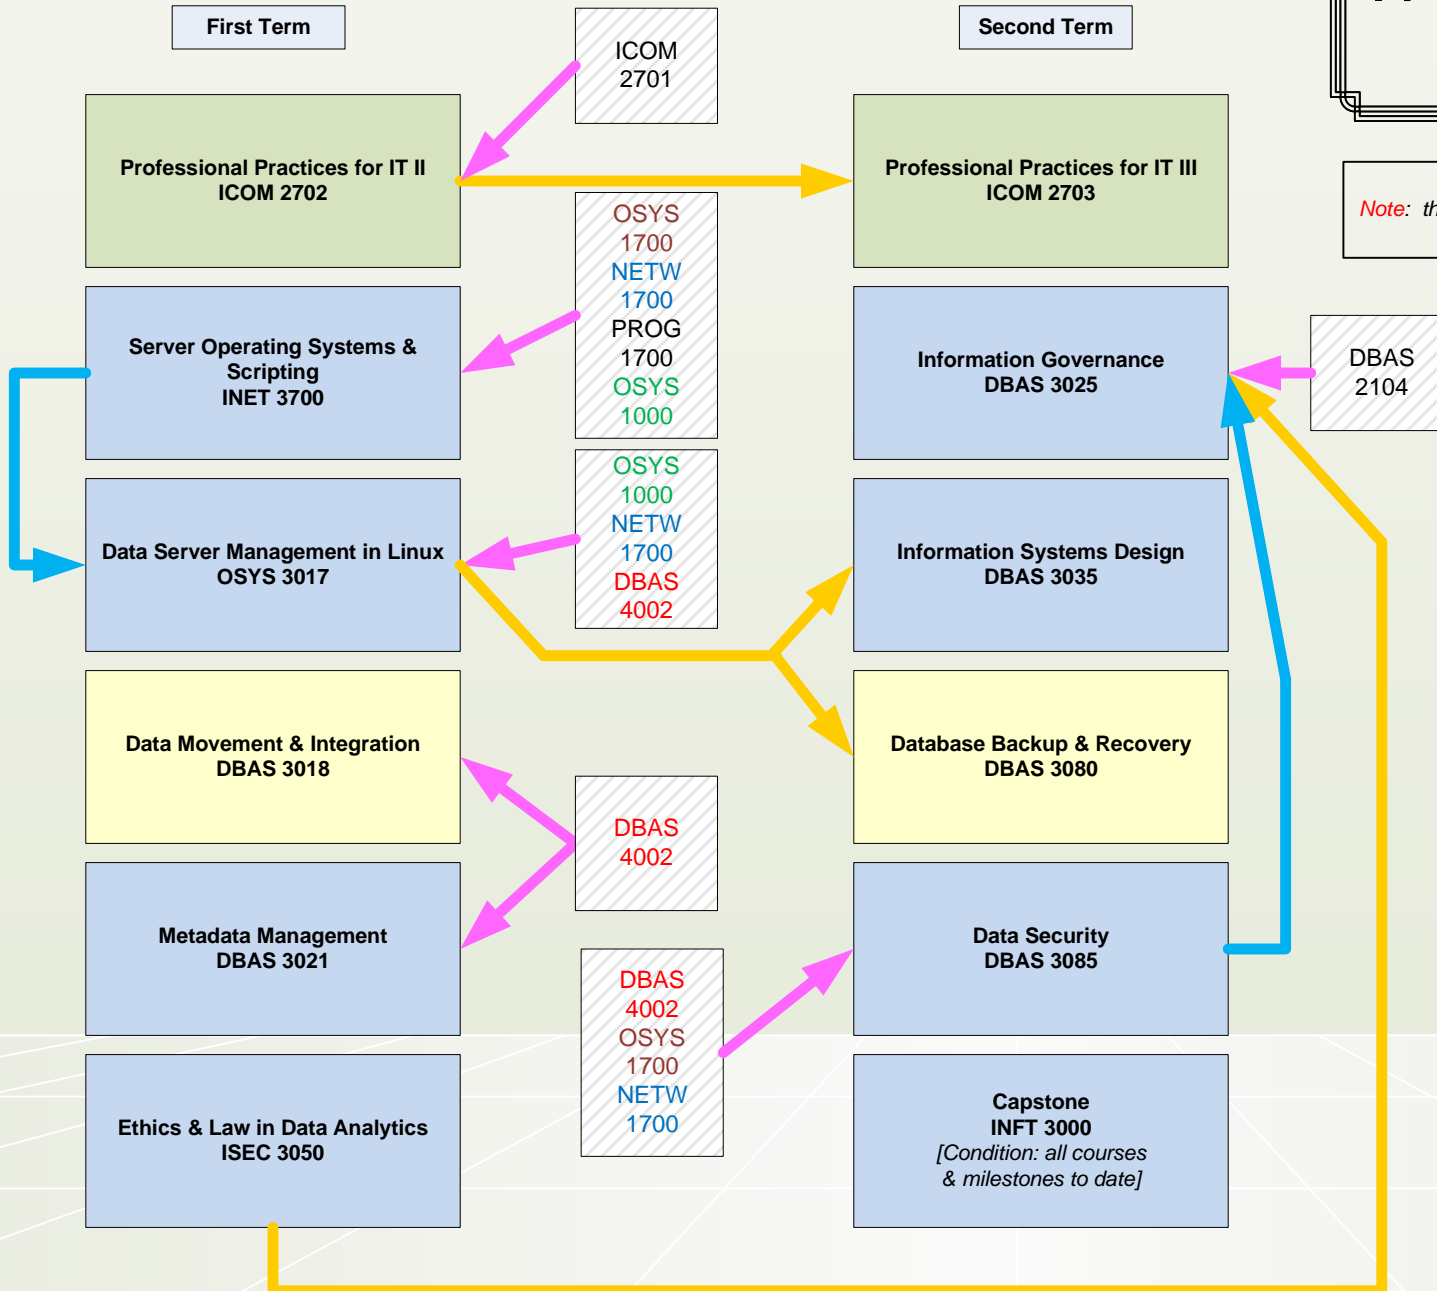 First Term
Second Term
ICOM
2701
Professional Practices for IT II
ICOM 2702
Professional Practices for IT III
ICOM 2703
Note: th
OSYS
1700
NETW
1700
PROG
1700
OSYS
1000
Server Operating Systems &
Scripting
INET 3700
Information Governance
DBAS 3025
DBAS
2104
OSYS
1000
NETW
1700
DBAS
4002
Data Server Management in Linux
OSYS 3017
Information Systems Design
DBAS 3035
Data Movement & Integration
DBAS 3018
Database Backup & Recovery
DBAS 3080
DBAS
4002
Metadata Management
DBAS 3021
Data Security
DBAS 3085
DBAS
4002
OSYS
1700
NETW
1700
Ethics & Law in Data Analytics
ISEC 3050
Capstone
INFT 3000
[Condition: all courses
& milestones to date]